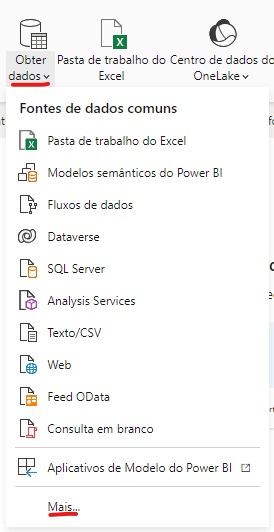 Obter
dados
Pasta de trabalho do
Excel
Centro de dados do
OneLake
Fontes de dados comuns
Pasta de trabalho do Excel
Modelos semânticos do Power BI
Fluxos de dados
Dataverse
SQL Server
Analysis Services
Texto/CSV
Web
Feed OData
Consulta em branco
Aplicativos de Modelo do Power BI
Mais...